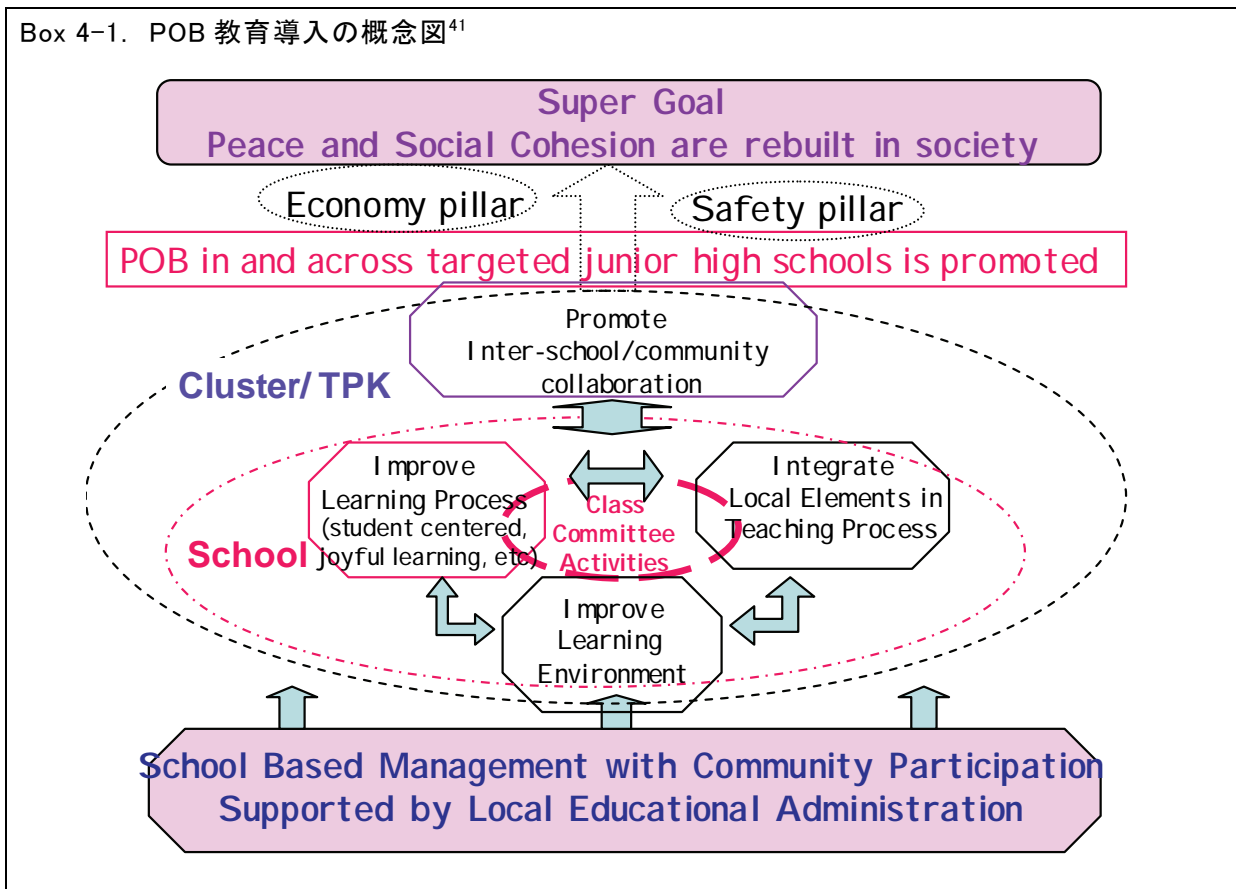 Box 4-1. POB 教育導入の概念図41
Super Goal
Peace and Social Cohesion are rebuilt in society
Economy pillar
Safety pillar
POB in and across targeted junior high schools is promoted
Promote
Inter-school/community
collaboration
Cluster/ TPK
Improve
Learning Process
(student centered,
joyful learning, etc)
Integrate
Local Elements in
Teaching Process
Class
Committee
Activities
School
Improve
Learning
Environment
School Based Management with Community Participation
Supported by Local Educational Administration